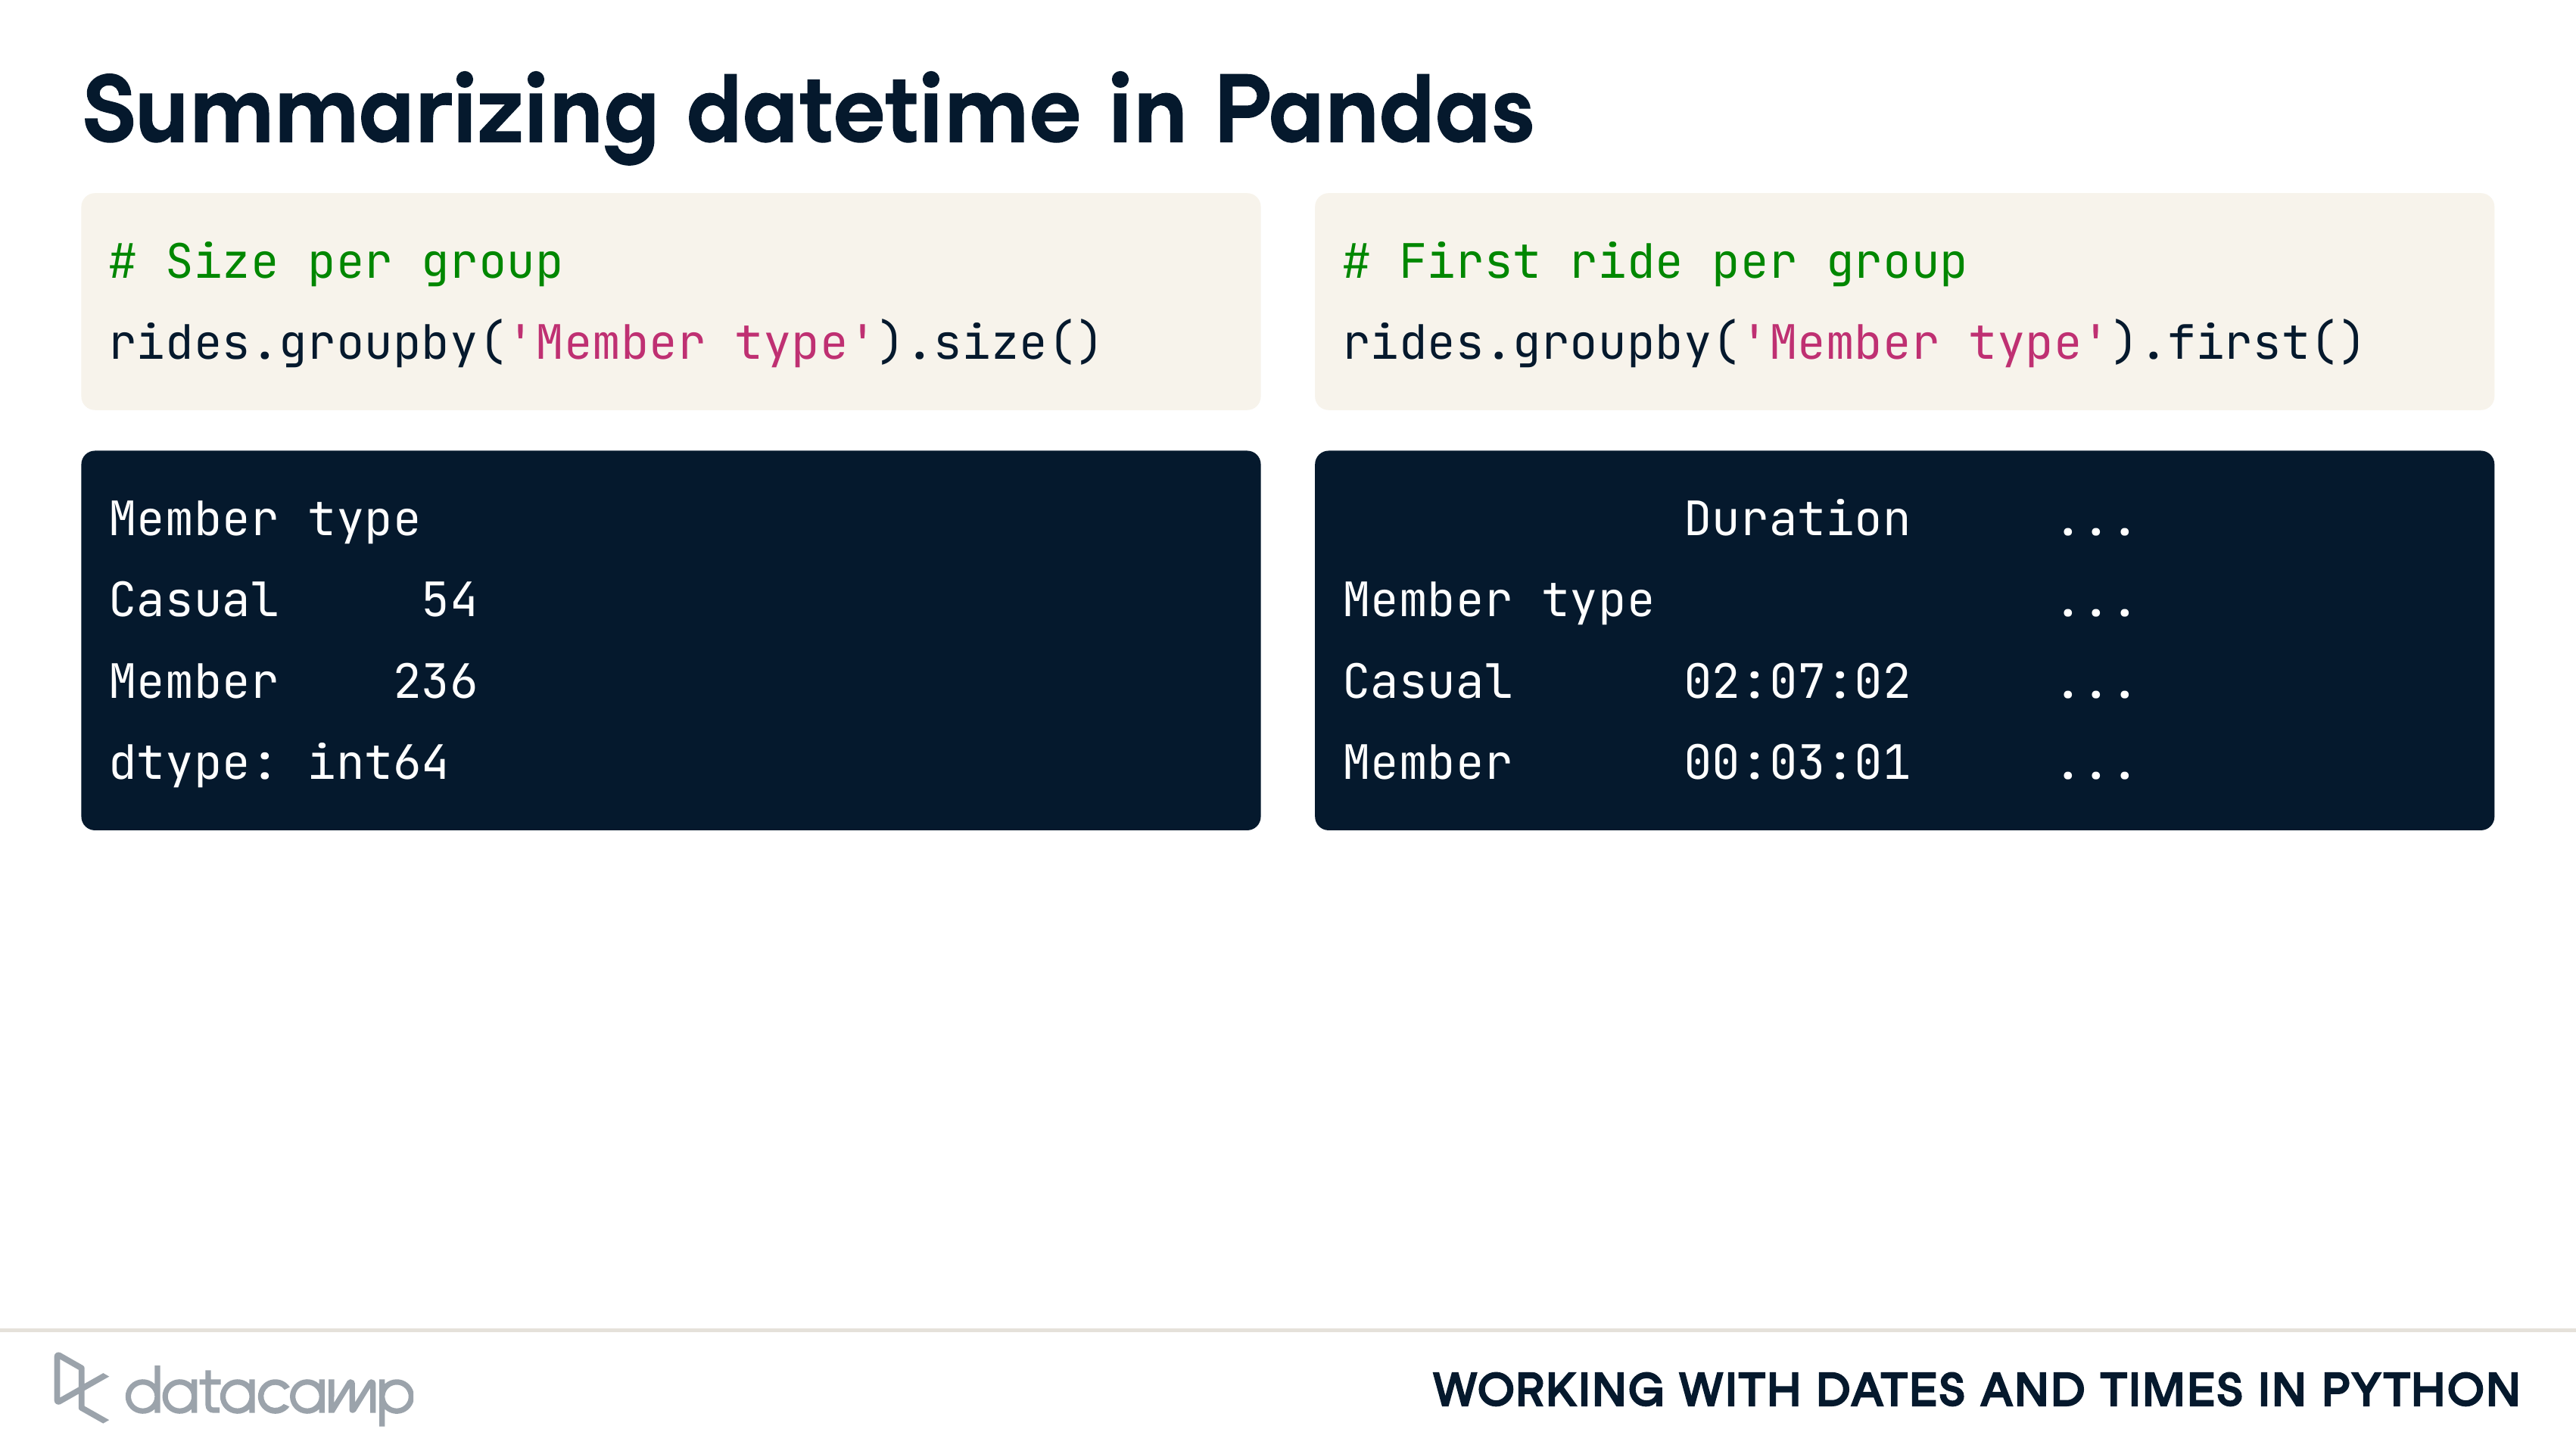 Summarizing datetime in Pandas
# Size per group
rides.groupby('Member type').size()
Member type
Casual     54
Member    236
dtype: int64
# First ride per group
rides.groupby('Member type').first()
            Duration     ...
Member type              ...
Casual      02:07:02     ...
Member      00:03:01     ...
datacamp
WORKING WITH DATES AND TIMES IN PYTHON